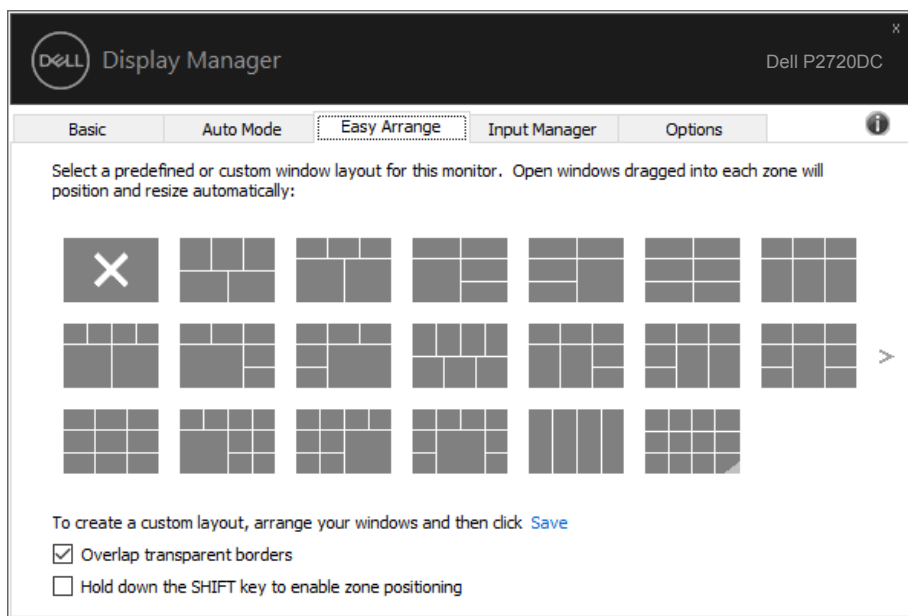 DELL Display Manager
x
Dell P2720DC
Basic Auto Mode Easy Arrange Input Manager Options
Select a predefined or custom window layout for this monitor. Open windows dragged into each zone will
position and resize automatically:
>
To create a custom layout, arrange your windows and then click Save
Overlap transparent borders
Hold down the SHIFT key to enable zone positioning